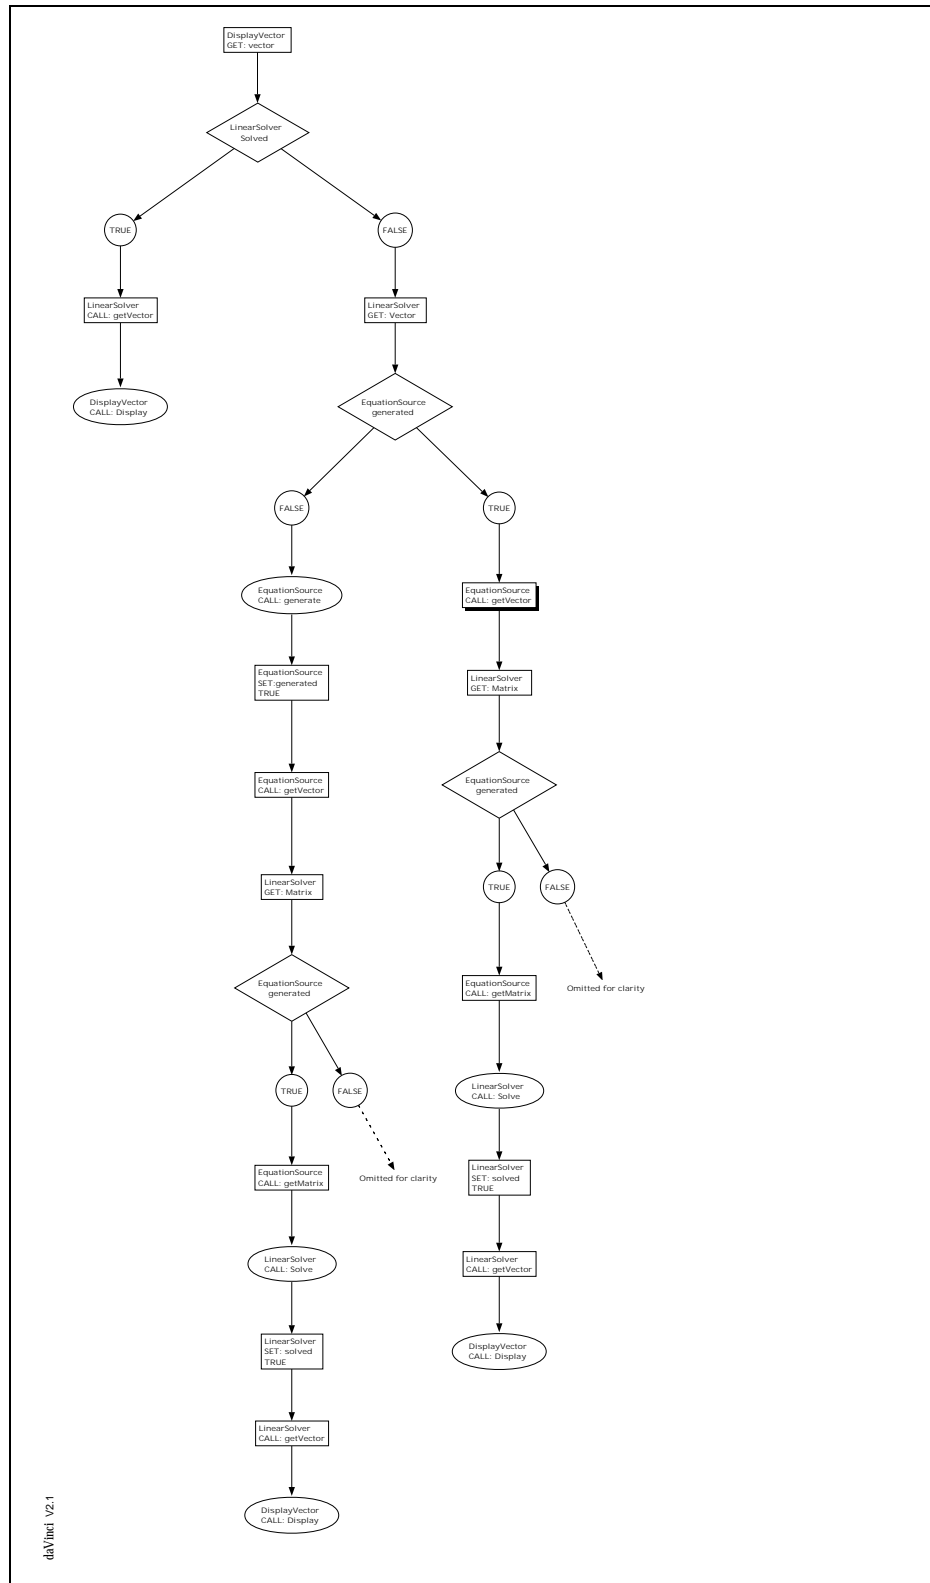 DisplayVector
GET: vector
LinearSolver
Solved
TRUE
FALSE
LinearSolver
CALL: getVector
LinearSolver
GET: Vector
DisplayVector
CALL: Display
EquationSource
generated
FALSE
TRUE
EquationSource
CALL: generate
EquationSource
CALL: getVector
EquationSource
SET:generated
TRUE
LinearSolver
GET: Matrix
EquationSource
CALL: getVector
EquationSource
generated
LinearSolver
GET: Matrix
TRUE
FALSE
EquationSource
generated
EquationSource
CALL: getMatrix
Omitted for clarity
TRUE
FALSE
LinearSolver
CALL: Solve
EquationSource
CALL: getMatrix
Omitted for clarity
LinearSolver
SET: solved
TRUE
LinearSolver
CALL: Solve
LinearSolver
CALL: getVector
LinearSolver
SET: solved
TRUE
DisplayVector
CALL: Display
LinearSolver
CALL: getVector
DisplayVector
CALL: Display
daVinci V2.1